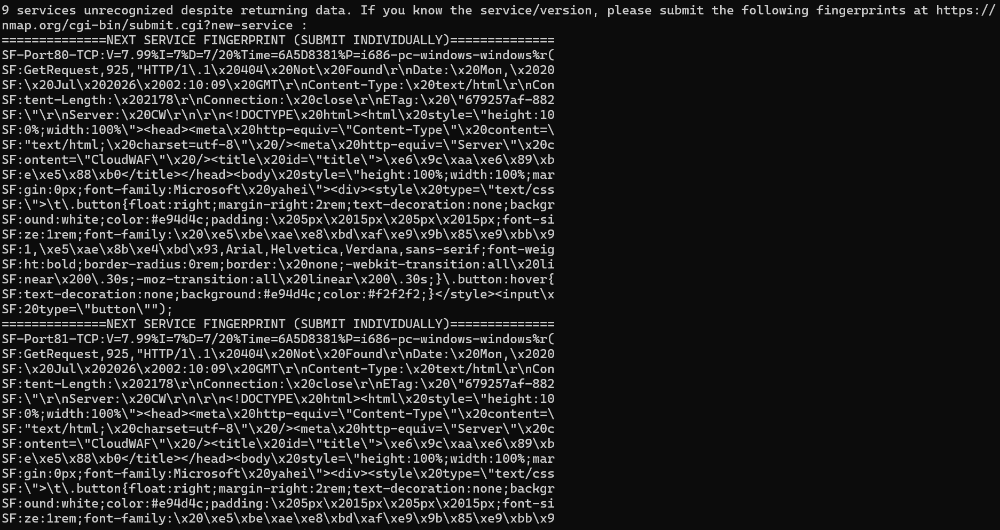 9 services unrecognized despite returning data. If you know the service/version, please submit the following fingerprints at https://
nmap.org/cgi-bin/submit.cgi?new-service :
==============NEXT SERVICE FINGERPRINT (SUBMIT INDIVIDUALLY)==============
SF-Port80-TCP:V=7.99%I=7%D=7/20%Time=6A5D8381%P=i686-pc-windows-windows%r(
SF:GetRequest,925,"HTTP/1\.1\x20404\x20Not\x20Found\r\nDate:\x20Mon,\x2020
SF:\x20Jul\x202026\x2002:10:09\x20GMT\r\nContent-Type:\x20text/html\r\nCon
SF:tent-Length:\x202178\r\nConnection:\x20close\r\nETag:\x20\"679257af-882
SF:\"\r\nServer:\x20CW\r\n\r\n<!DOCTYPE\x20html><html\x20style=\"height:10
SF:0%;width:100%\"><head><meta\x20http-equiv=\"Content-Type\"\x20content=\
SF:"text/html;\x20charset=utf-8\"\x20/><meta\x20http-equiv=\"Server\"\x20c
SF:ontent=\"CloudWAF\"\x20/><title\x20id=\"title\">\xe6\x9c\xaa\xe6\x89\xb
SF:e\xe5\x88\xb0</title></head><body\x20style=\"height:100%;width:100%;mar
SF:gin:0px;font-family:Microsoft\x20yahei\"><div><style\x20type=\"text/css
SF:\">\t\.button{float:right;margin-right:2rem;text-decoration:none;backgr
SF:ound:white;color:#e94d4c;padding:\x205px\x2015px\x205px\x2015px;font-si
SF:ze:1rem;font-family:\x20\xe5\xbe\xae\xe8\xbd\xaf\xe9\x9b\x85\xe9\xbb\x9
SF:1,\xe5\xae\x8b\xe4\xbd\x93,Arial,Helvetica,Verdana,sans-serif;font-weig
SF:ht:bold;border-radius:0rem;border:\x20none;-webkit-transition:all\x20li
SF:near\x200\.30s;-moz-transition:all\x20linear\x200\.30s;}\.button:hover{
SF:text-decoration:none;background:#e94d4c;color:#f2f2f2;}</style><input\x
SF:20type=\"button\"");
==============NEXT SERVICE FINGERPRINT (SUBMIT INDIVIDUALLY)==============
SF-Port81-TCP:V=7.99%I=7%D=7/20%Time=6A5D8381%P=i686-pc-windows-windows%r(
SF:GetRequest,925,"HTTP/1\.1\x20404\x20Not\x20Found\r\nDate:\x20Mon,\x2020
SF:\x20Jul\x202026\x2002:10:09\x20GMT\r\nContent-Type:\x20text/html\r\nCon
SF:tent-Length:\x202178\r\nConnection:\x20close\r\nETag:\x20\"679257af-882
SF:\"\r\nServer:\x20CW\r\n\r\n<!DOCTYPE\x20html><html\x20style=\"height:10
SF:0%;width:100%\"><head><meta\x20http-equiv=\"Content-Type\"\x20content=\
SF:"text/html;\x20charset=utf-8\"\x20/><meta\x20http-equiv=\"Server\"\x20c
SF:ontent=\"CloudWAF\"\x20/><title\x20id=\"title\">\xe6\x9c\xaa\xe6\x89\xb
SF:e\xe5\x88\xb0</title></head><body\x20style=\"height:100%;width:100%;mar
SF:gin:0px;font-family:Microsoft\x20yahei\"><div><style\x20type=\"text/css
SF:\">\t\.button{float:right;margin-right:2rem;text-decoration:none;backgr
SF:ound:white;color:#e94d4c;padding:\x205px\x2015px\x205px\x2015px;font-si
SF:ze:1rem;font-family:\x20\xe5\xbe\xae\xe8\xbd\xaf\xe9\x9b\x85\xe9\xbb\x9